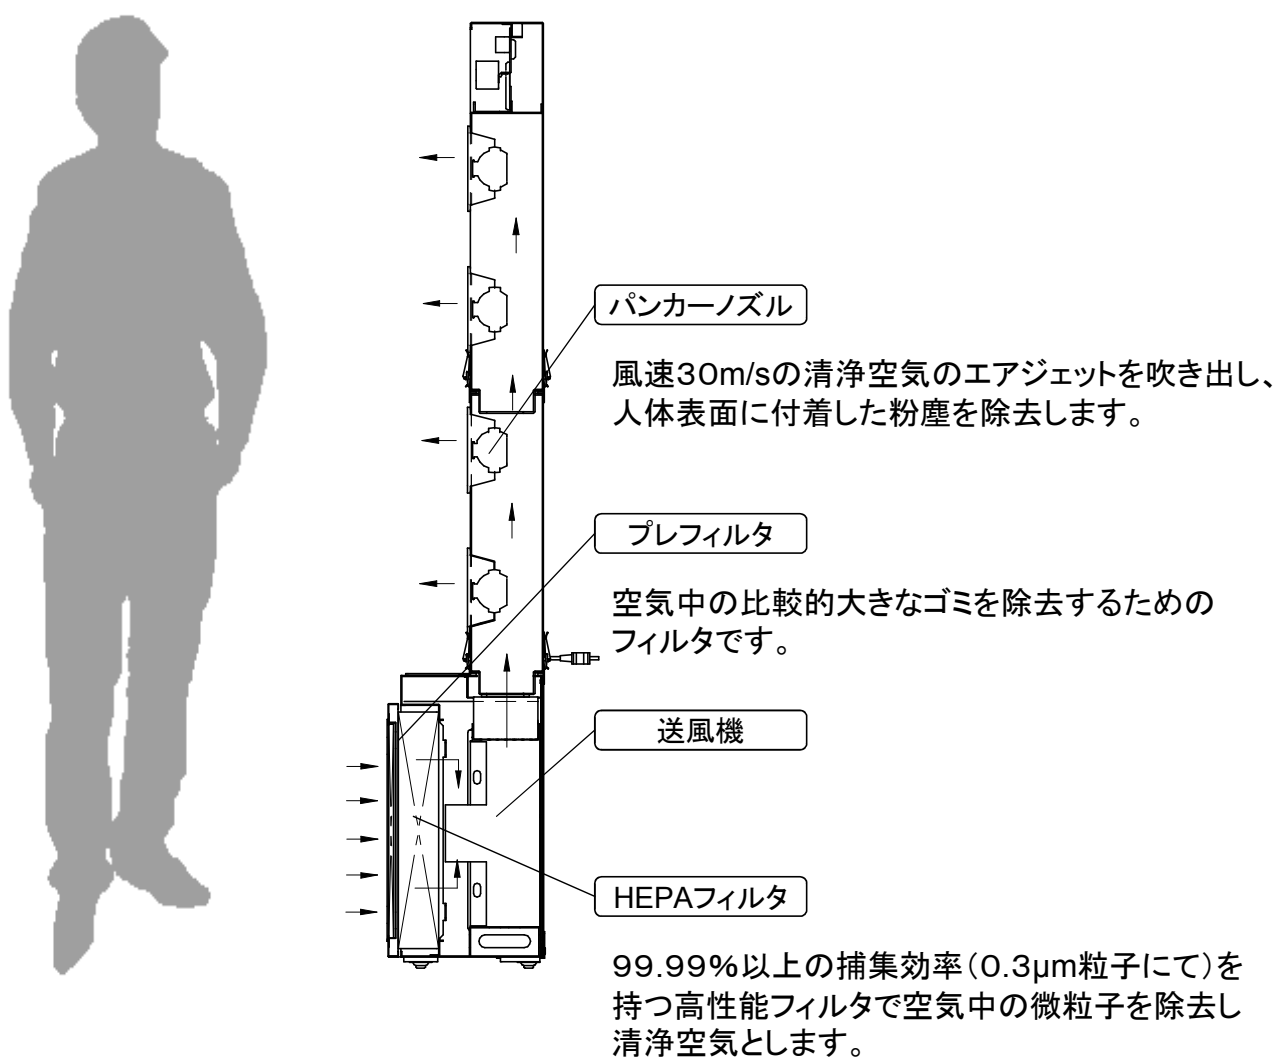 パンカーノズル
風速30m/sの清浄空気のエアジェットを吹き出し、
人体表面に付着した粉塵を除去します。
プレフィルタ
空気中の比較的大きなゴミを除去するための
フィルタです。
送風機
HEPAフィルタ
99.99%以上の捕集効率(0.3μm粒子にて)を
持つ高性能フィルタで空気中の微粒子を除去し
清浄空気とします。